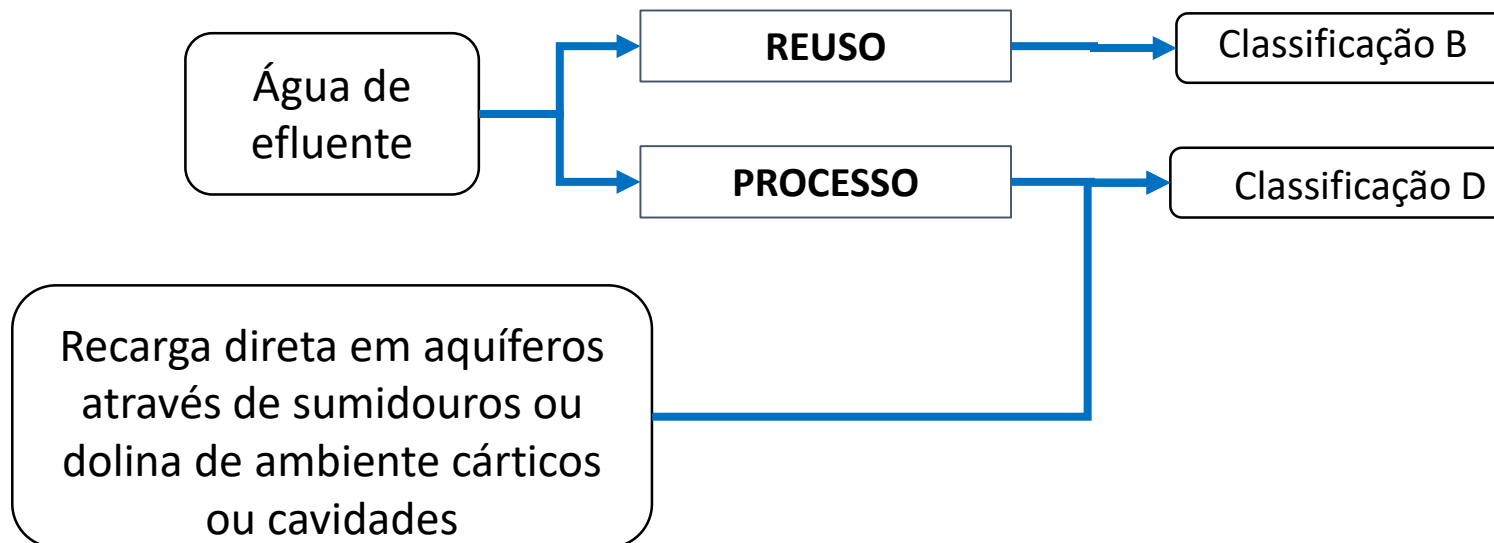 Água de
efluente
REUSO
Classificação B
PROCESSO
Classificação D
Recarga direta em aquíferos
através de sumidouros ou
dolina de ambiente cárticos
ou cavidades